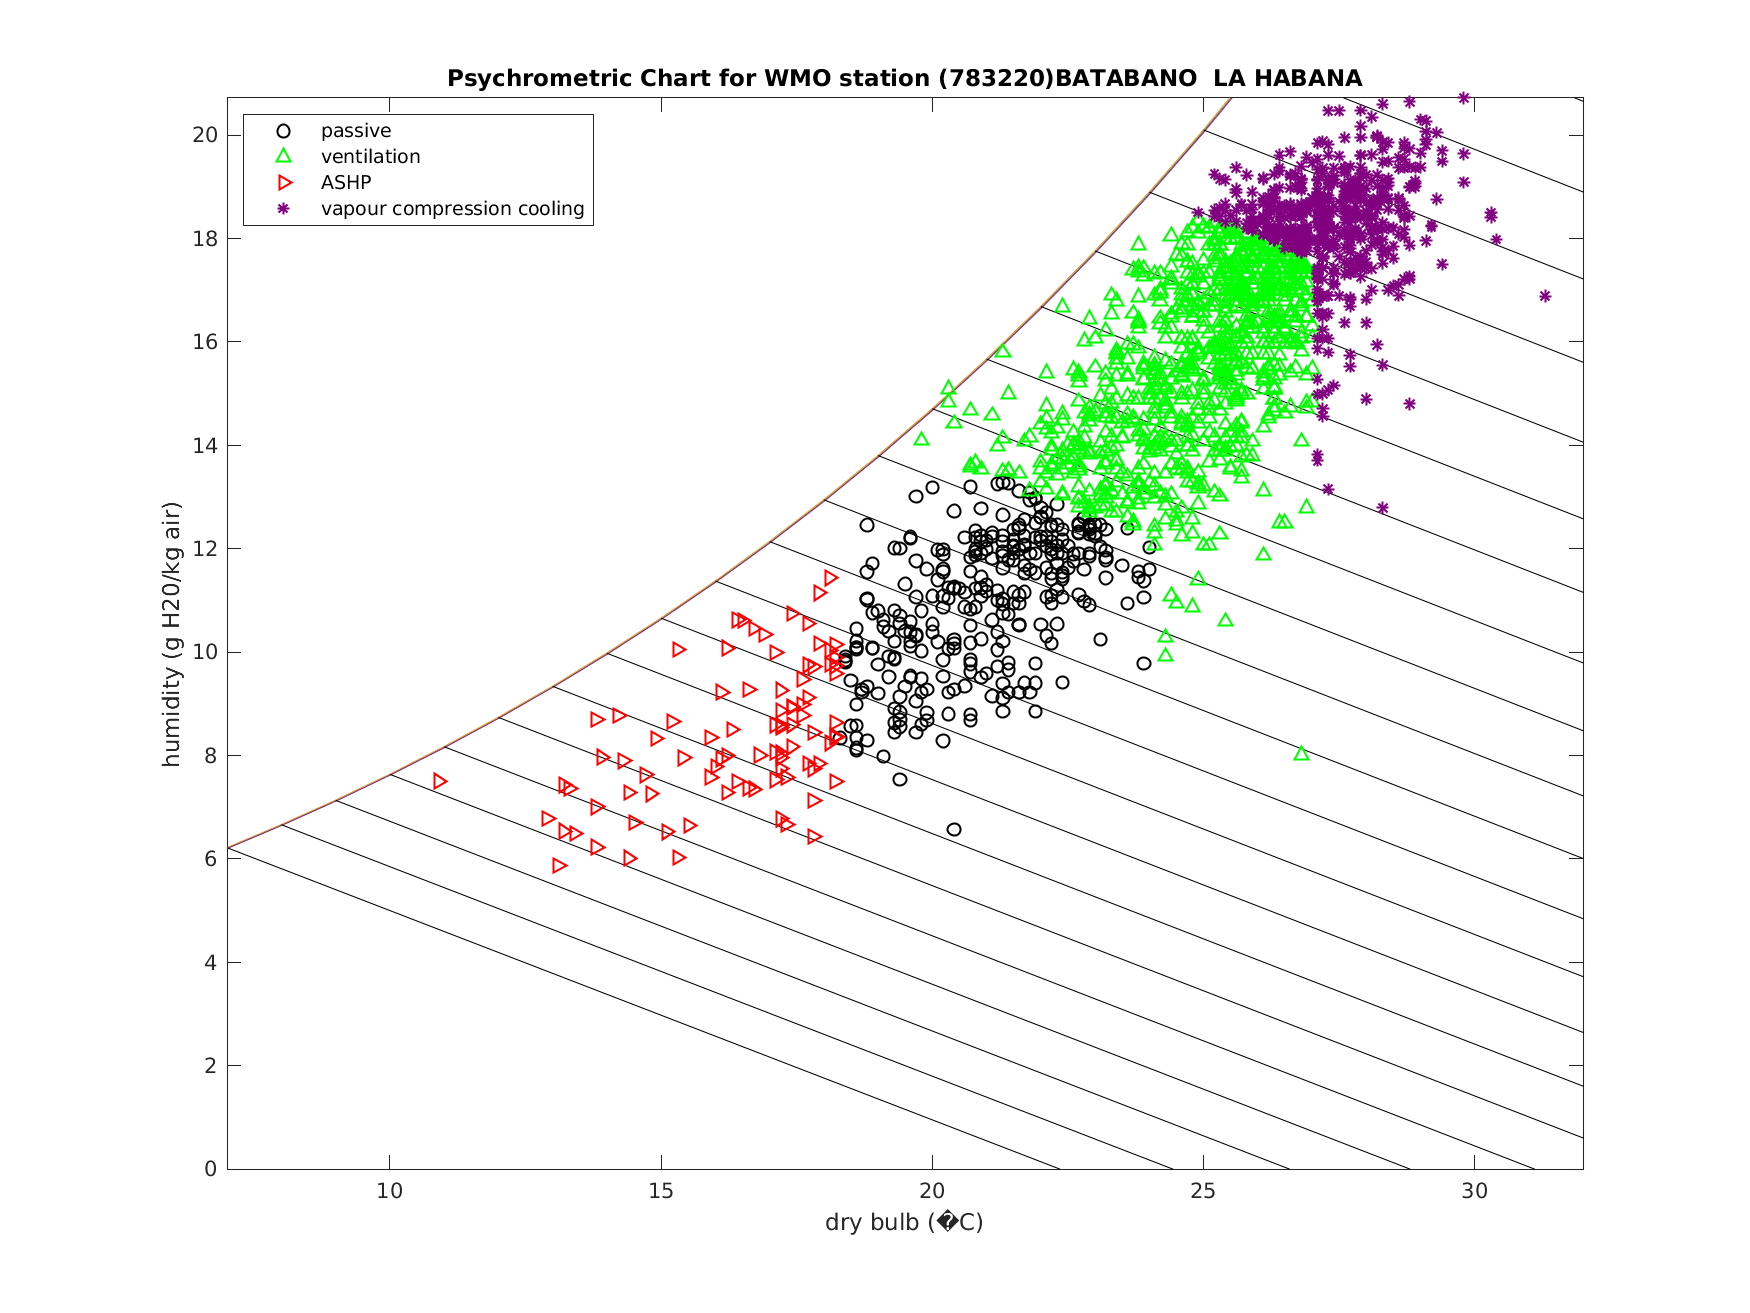 Psychrometric Chart for WMO station (783220)BATABANO  LA HABANA
passive
ventilation
ASHP
vapour compression cooling
humidity (g H20/kg air)
20
18
16
14
12
10
8
6
4
2
0
10 15 20 25 30
dry bulb (�C)